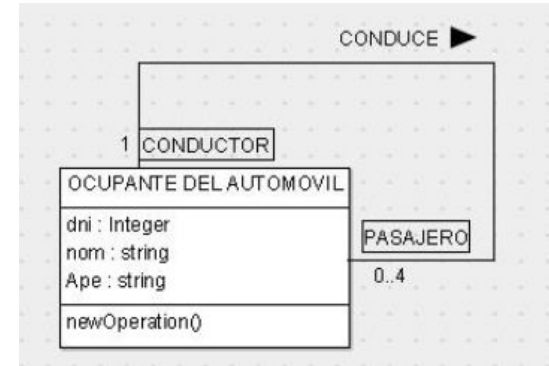 CONDUCE
1 CONDUCTOR
OCUPANTE DEL AUTOMOVIL
dni : Integer
nom : string
Ape : string
newOperation()
PASAJERO
0..4